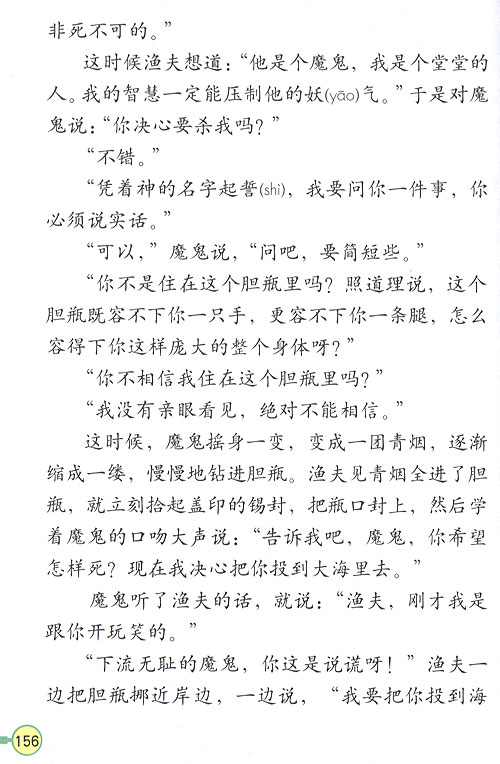 非死不可的。”
这时候渔夫想道：“他是个魔鬼，我是个堂堂的
人。我的智慧一定能压制他的妖(yāo)气。”于是对魔
鬼说：“你决心要杀我吗？”
“不错。”
“凭着神的名字起誓(shì)，我要问你一件事，你
必须说实话。”
“可以，”魔鬼说，“问吧，要简短些。”
“你不是住在这个胆瓶里吗？照道理说，这个
胆瓶既容不下你一只手，更容不下你一条腿，怎么
容得下你这样庞大的整个身体呀？”
“你不相信我住在这个胆瓶里吗？”
“我没有亲眼看见，绝对不能相信。”
这时候，魔鬼摇身一变，变成一团青烟，逐渐
缩成一缕，慢慢地钻进胆瓶。渔夫见青烟全进了胆
瓶，就立刻拾起盖印的锡封，把瓶口封上，然后学
着魔鬼的口吻大声说：“告诉我吧，魔鬼，你希望
怎样死？现在我决心把你投到大海里去。”
魔鬼听了渔夫的话，就说：“渔夫，刚才我是
跟你开玩笑的。”
“下流无耻的魔鬼，你这是说谎呀！”渔夫一
边把胆瓶挪近岸边，一边说，“我要把你投到海
156